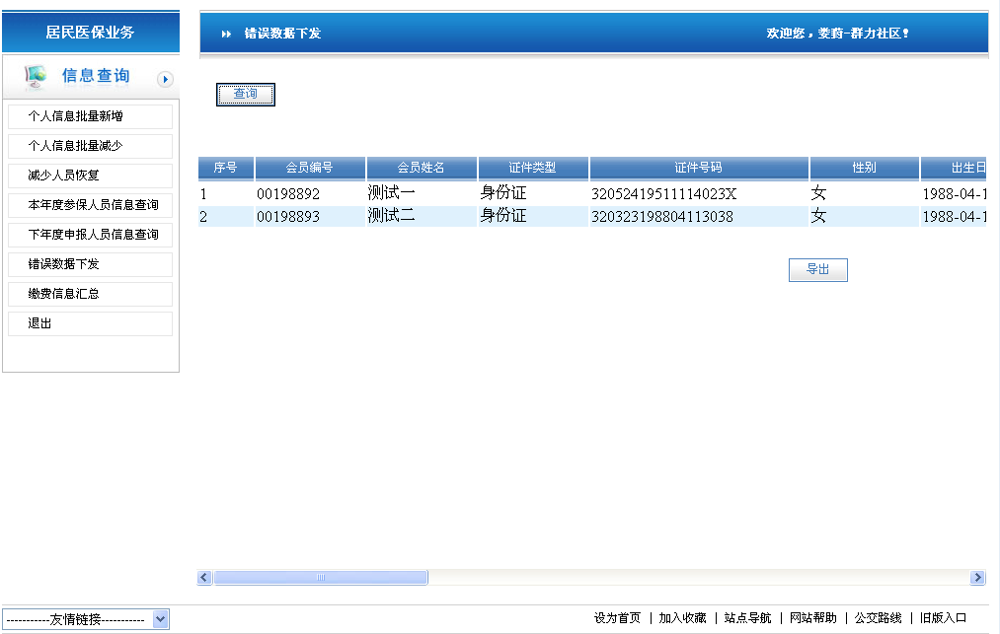 居民医保业务
错误数据下发 欢迎您，娄葑-群力社区！
信息查询
个人信息批量新增
个人信息批量减少
减少人员恢复
本年度参保人员信息查询
下年度申报人员信息查询
错误数据下发
缴费信息汇总
退出
查询
序号 会员编号 会员姓名 证件类型 证件号码 性别 出生日
1 00198892 测试一 身份证 32052419511114023X 女 1988-04-1
2 00198893 测试二 身份证 320323198804113038 女 1988-04-1
导出
-----------友情链接-----------
设为首页 | 加入收藏 | 站点导航 | 网站帮助 | 公交路线 | 旧版入口